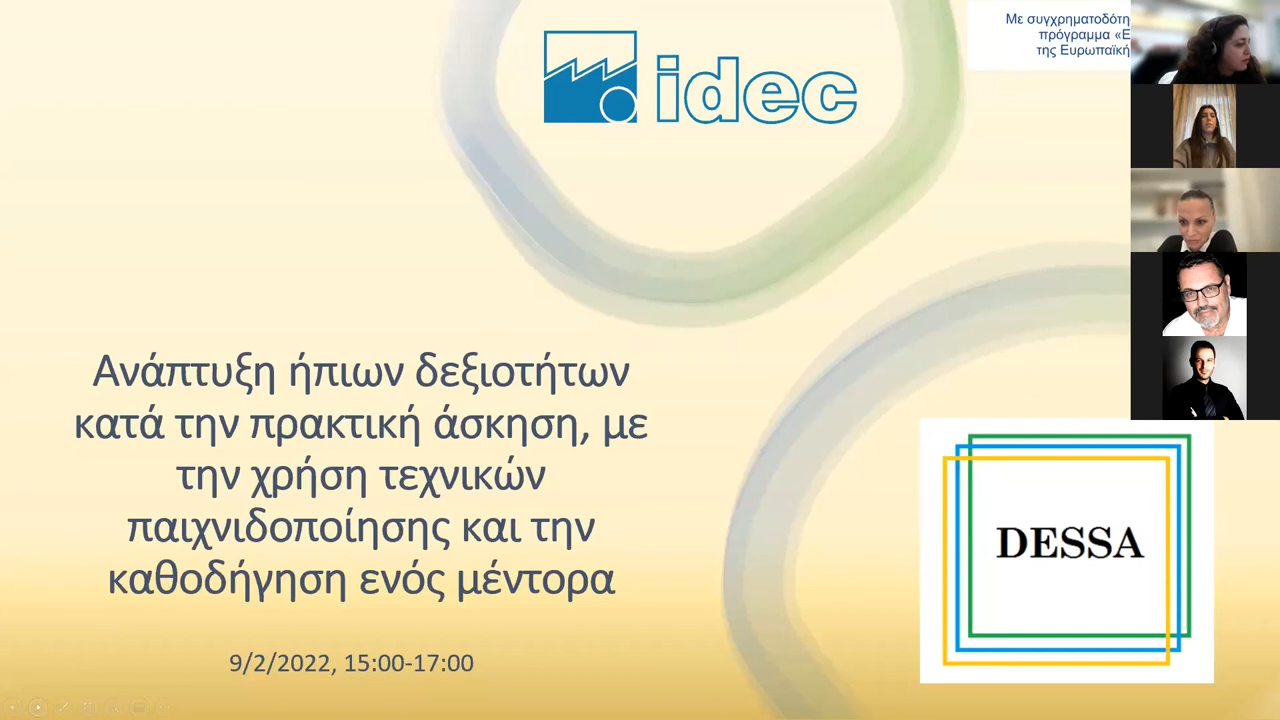 Με συγχρηματοδότη
πρόγραμμα «Ε
της Ευρωπαϊκή
idec
Ανάπτυξη ήπιων δεξιοτήτων
κατά την πρακτική άσκηση, με
την χρήση τεχνικών
παιχνιδοποίησης και την
καθοδήγηση ενός μέντορα
DESSA
9/2/2022, 15:00-17:00